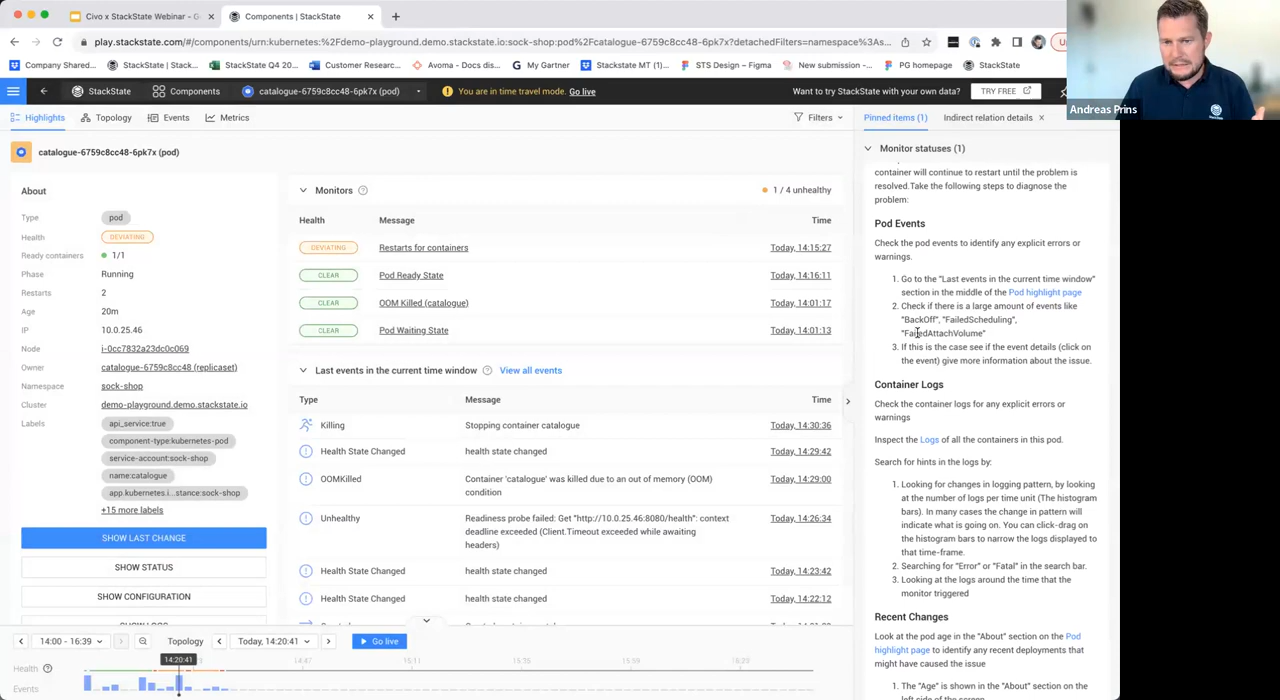 Civo x StackState Webinar - G
Components | StackState
play.stackstate.com/#/components/urn:kubernetes:%2Fdemo-playground.demo.stackstate.io:sock-shop:pod%2Fcatalogue-6759c8cc48-6pk7x?detachedFilters=namespace%3As...
Company Shared...
StackState | Stack...
StackState Q4 20...
Customer Researc...
Avoma - Docs dis...
My Gartner
Stackstate MT (1)...
STS Design – Figma
New submission -...
PG homepage
StackState
StackState
Components
catalogue-6759c8cc48-6pk7x (pod)
You are in time travel mode. Go live
Want to try StackState with your own data?
TRY FREE
Andreas Prins
Highlights
Topology
Events
Metrics
Filters
Pinned items (1)
Indirect relation details
catalogue-6759c8cc48-6pk7x (pod)
About
Type pod
Health DEVIATING
Ready containers 1/1
Phase Running
Restarts 2
Age 20m
IP 10.0.25.46
Node i-0cc7832a23dc0c069
Owner catalogue-6759c8cc48 (replicaset)
Namespace sock-shop
Cluster demo-playground.demo.stackstate.io
Labels api_service:true
component-type:kubernetes-pod
service-account:sock-shop
name:catalogue
app.kubernetes.i...stance:sock-shop
+15 more labels
SHOW LAST CHANGE
SHOW STATUS
SHOW CONFIGURATION
Monitors
1 / 4 unhealthy
Health Message Time
DEVIATING Restarts for containers Today, 14:15:27
CLEAR Pod Ready State Today, 14:16:11
CLEAR OOM Killed (catalogue) Today, 14:01:17
CLEAR Pod Waiting State Today, 14:01:13
Last events in the current time window
View all events
Type Message Time
Killing Stopping container catalogue Today, 14:30:36
Health State Changed health state changed Today, 14:29:42
OOMKilled Container 'catalogue' was killed due to an out of memory (OOM) Today, 14:29:00
condition
Unhealthy Readiness probe failed: Get "http://10.0.25.46:8080/health": context Today, 14:26:34
deadline exceeded (Client.Timeout exceeded while awaiting
headers)
Health State Changed health state changed Today, 14:23:42
Health State Changed health state changed Today, 14:22:12
Monitor statuses (1)
container will continue to restart until the problem is
resolved.Take the following steps to diagnose the
problem:
Pod Events
Check the pod events to identify any explicit errors or
warnings.
1. Go to the "Last events in the current time window"
section in the middle of the Pod highlight page
2. Check if there is a large amount of events like
"BackOff", "FailedScheduling",
"FailedAttachVolume"
3. If this is the case see if the event details (click on
the event) give more information about the issue.
Container Logs
Check the container logs for any explicit errors or
warnings
Inspect the Logs of all the containers in this pod.
Search for hints in the logs by:
1. Looking for changes in logging pattern, by looking
at the number of logs per time unit (The histogram
bars). In many cases the change in pattern will
indicate what is going on. You can click-drag on
the histogram bars to narrow the logs displayed to
that time-frame.
2. Searching for "Error" or "Fatal" in the search bar.
3. Looking at the logs around the time that the
monitor triggered
Recent Changes
Look at the pod age in the "About" section on the Pod
highlight page to identify any recent deployments that
might have caused the issue
1. The "Age" is shown in the "About" section on the
left side of the screen
14:00 - 16:39
Topology
Today, 14:20:41
Go live
14:20:41
14:47
15:11
15:35
15:59
16:23
Health
Events